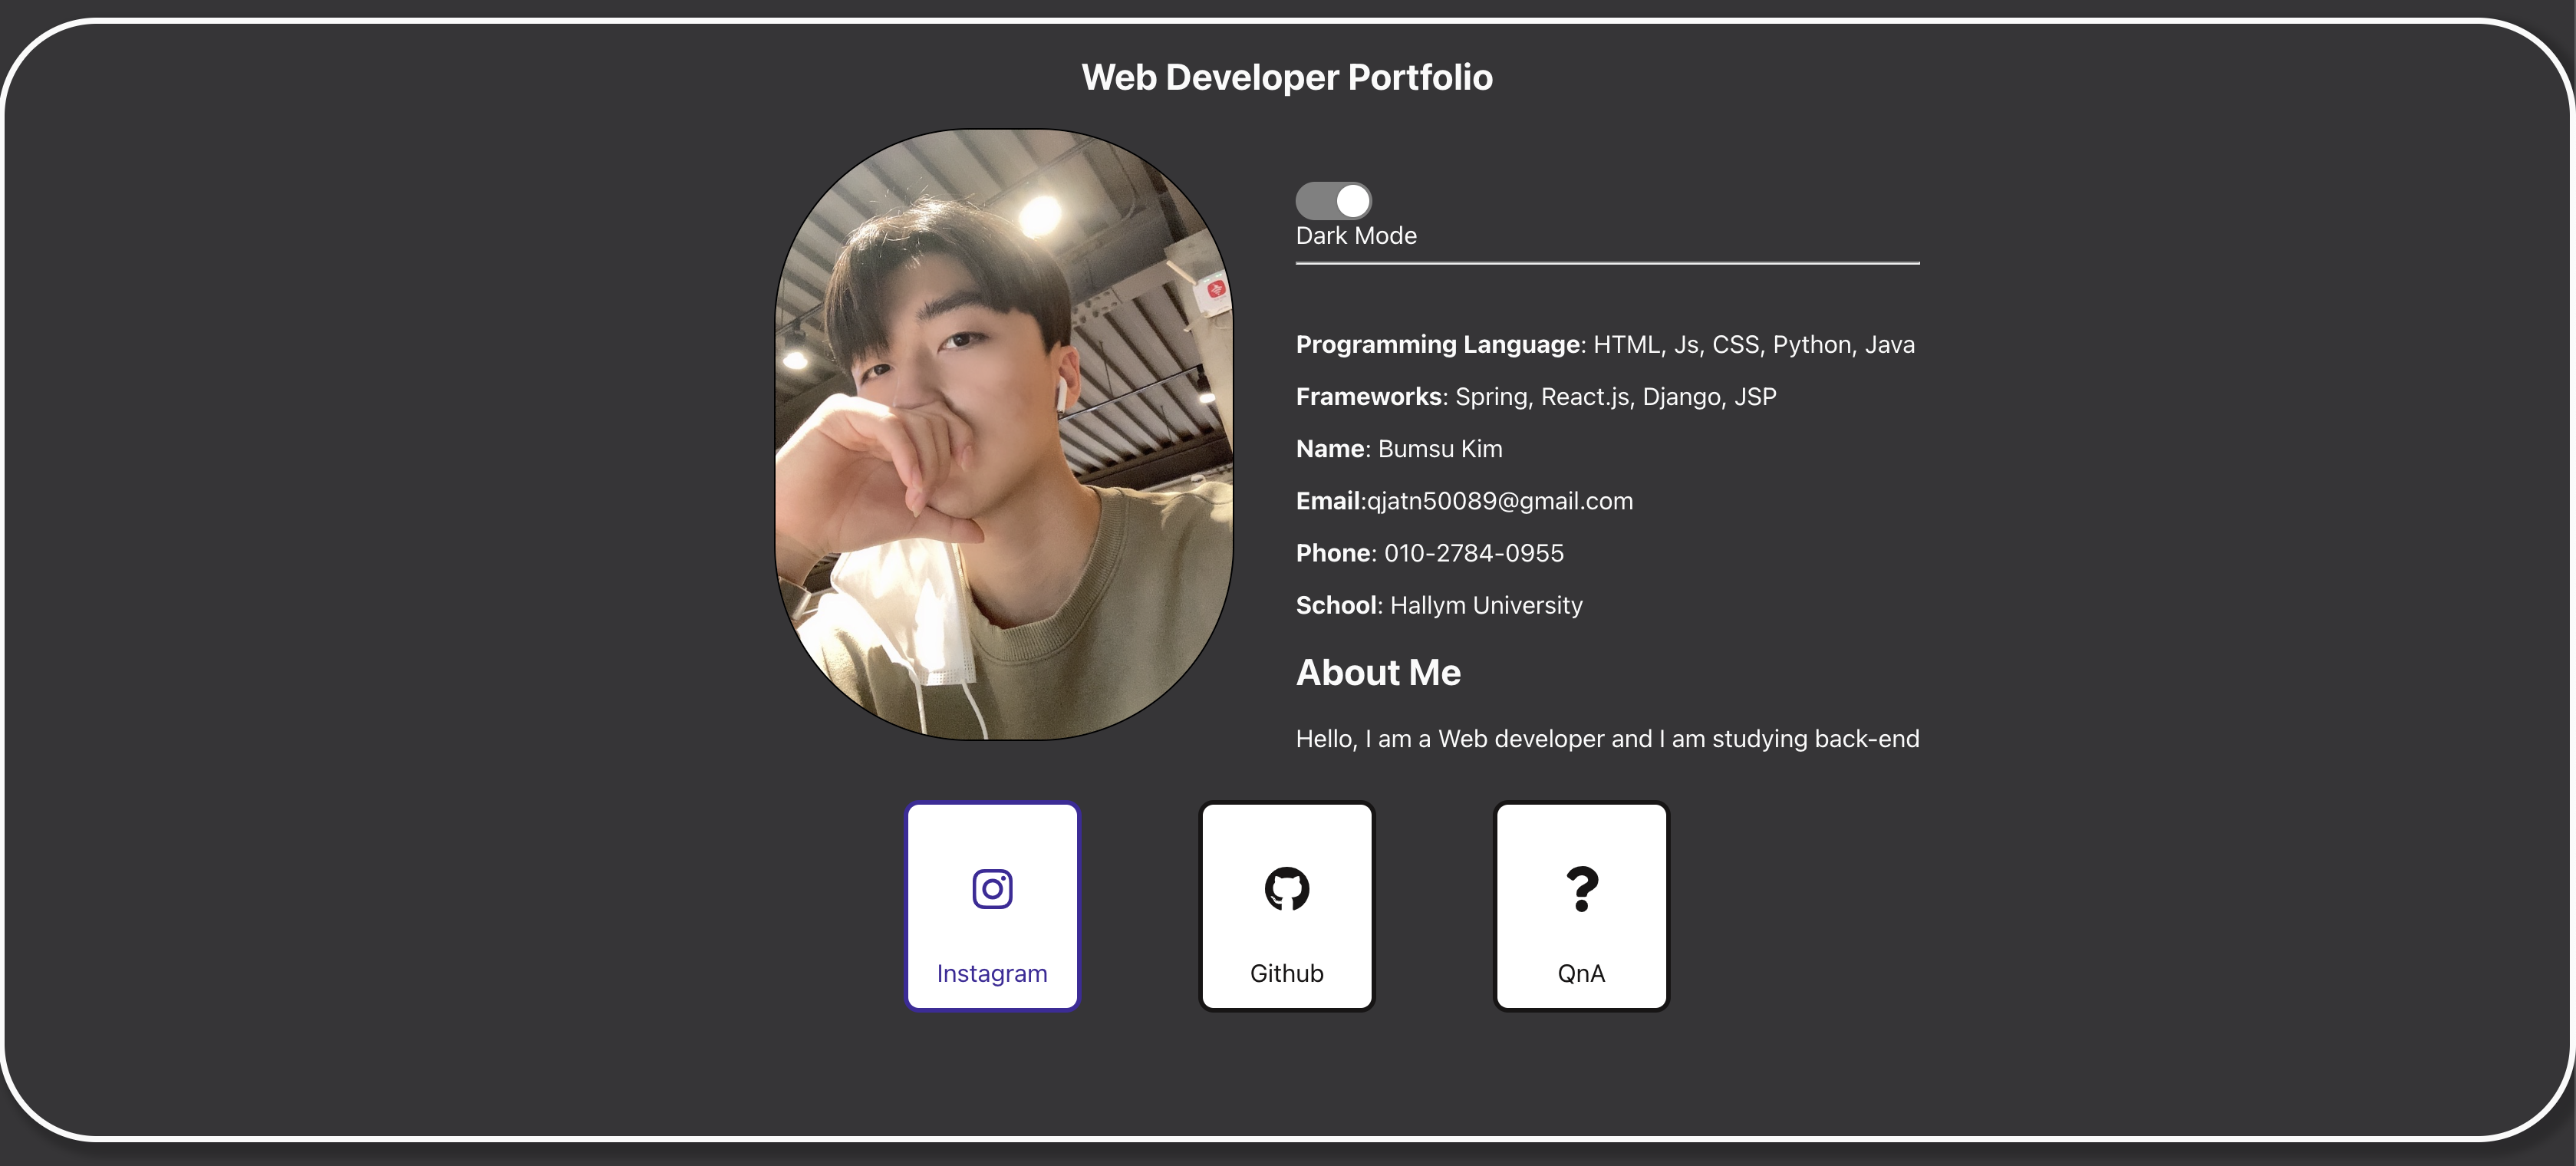 Web Developer Portfolio
Dark Mode
Programming Language: HTML, Js, CSS, Python, Java
Frameworks: Spring, React.js, Django, JSP
Name: Bumsu Kim
Email:qjatn50089@gmail.com
Phone: 010-2784-0955
School: Hallym University
About Me
Hello, I am a Web developer and I am studying back-end
Instagram
Github
QnA